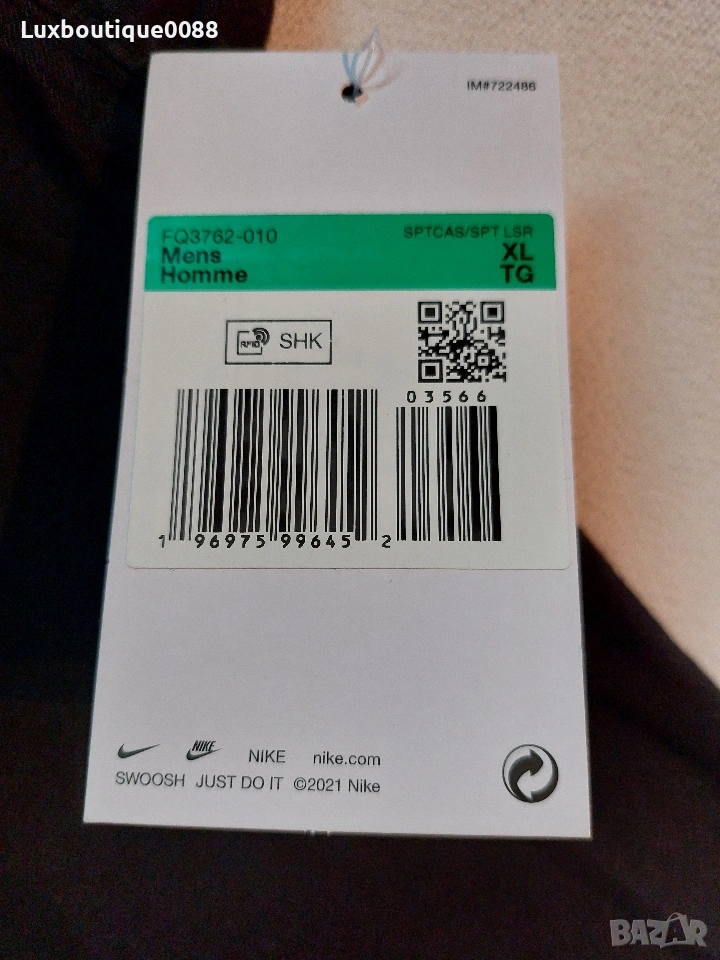 Luxboutique0088
IM#722486
FQ3762-010 SPTCAS/SPT LSR
Mens XL
Homme TG
RFID SHK
03566
1 96975 99645 2
NIKE NIKE nike.com
SWOOSH JUST DO IT ©2021 Nike
BAZAR